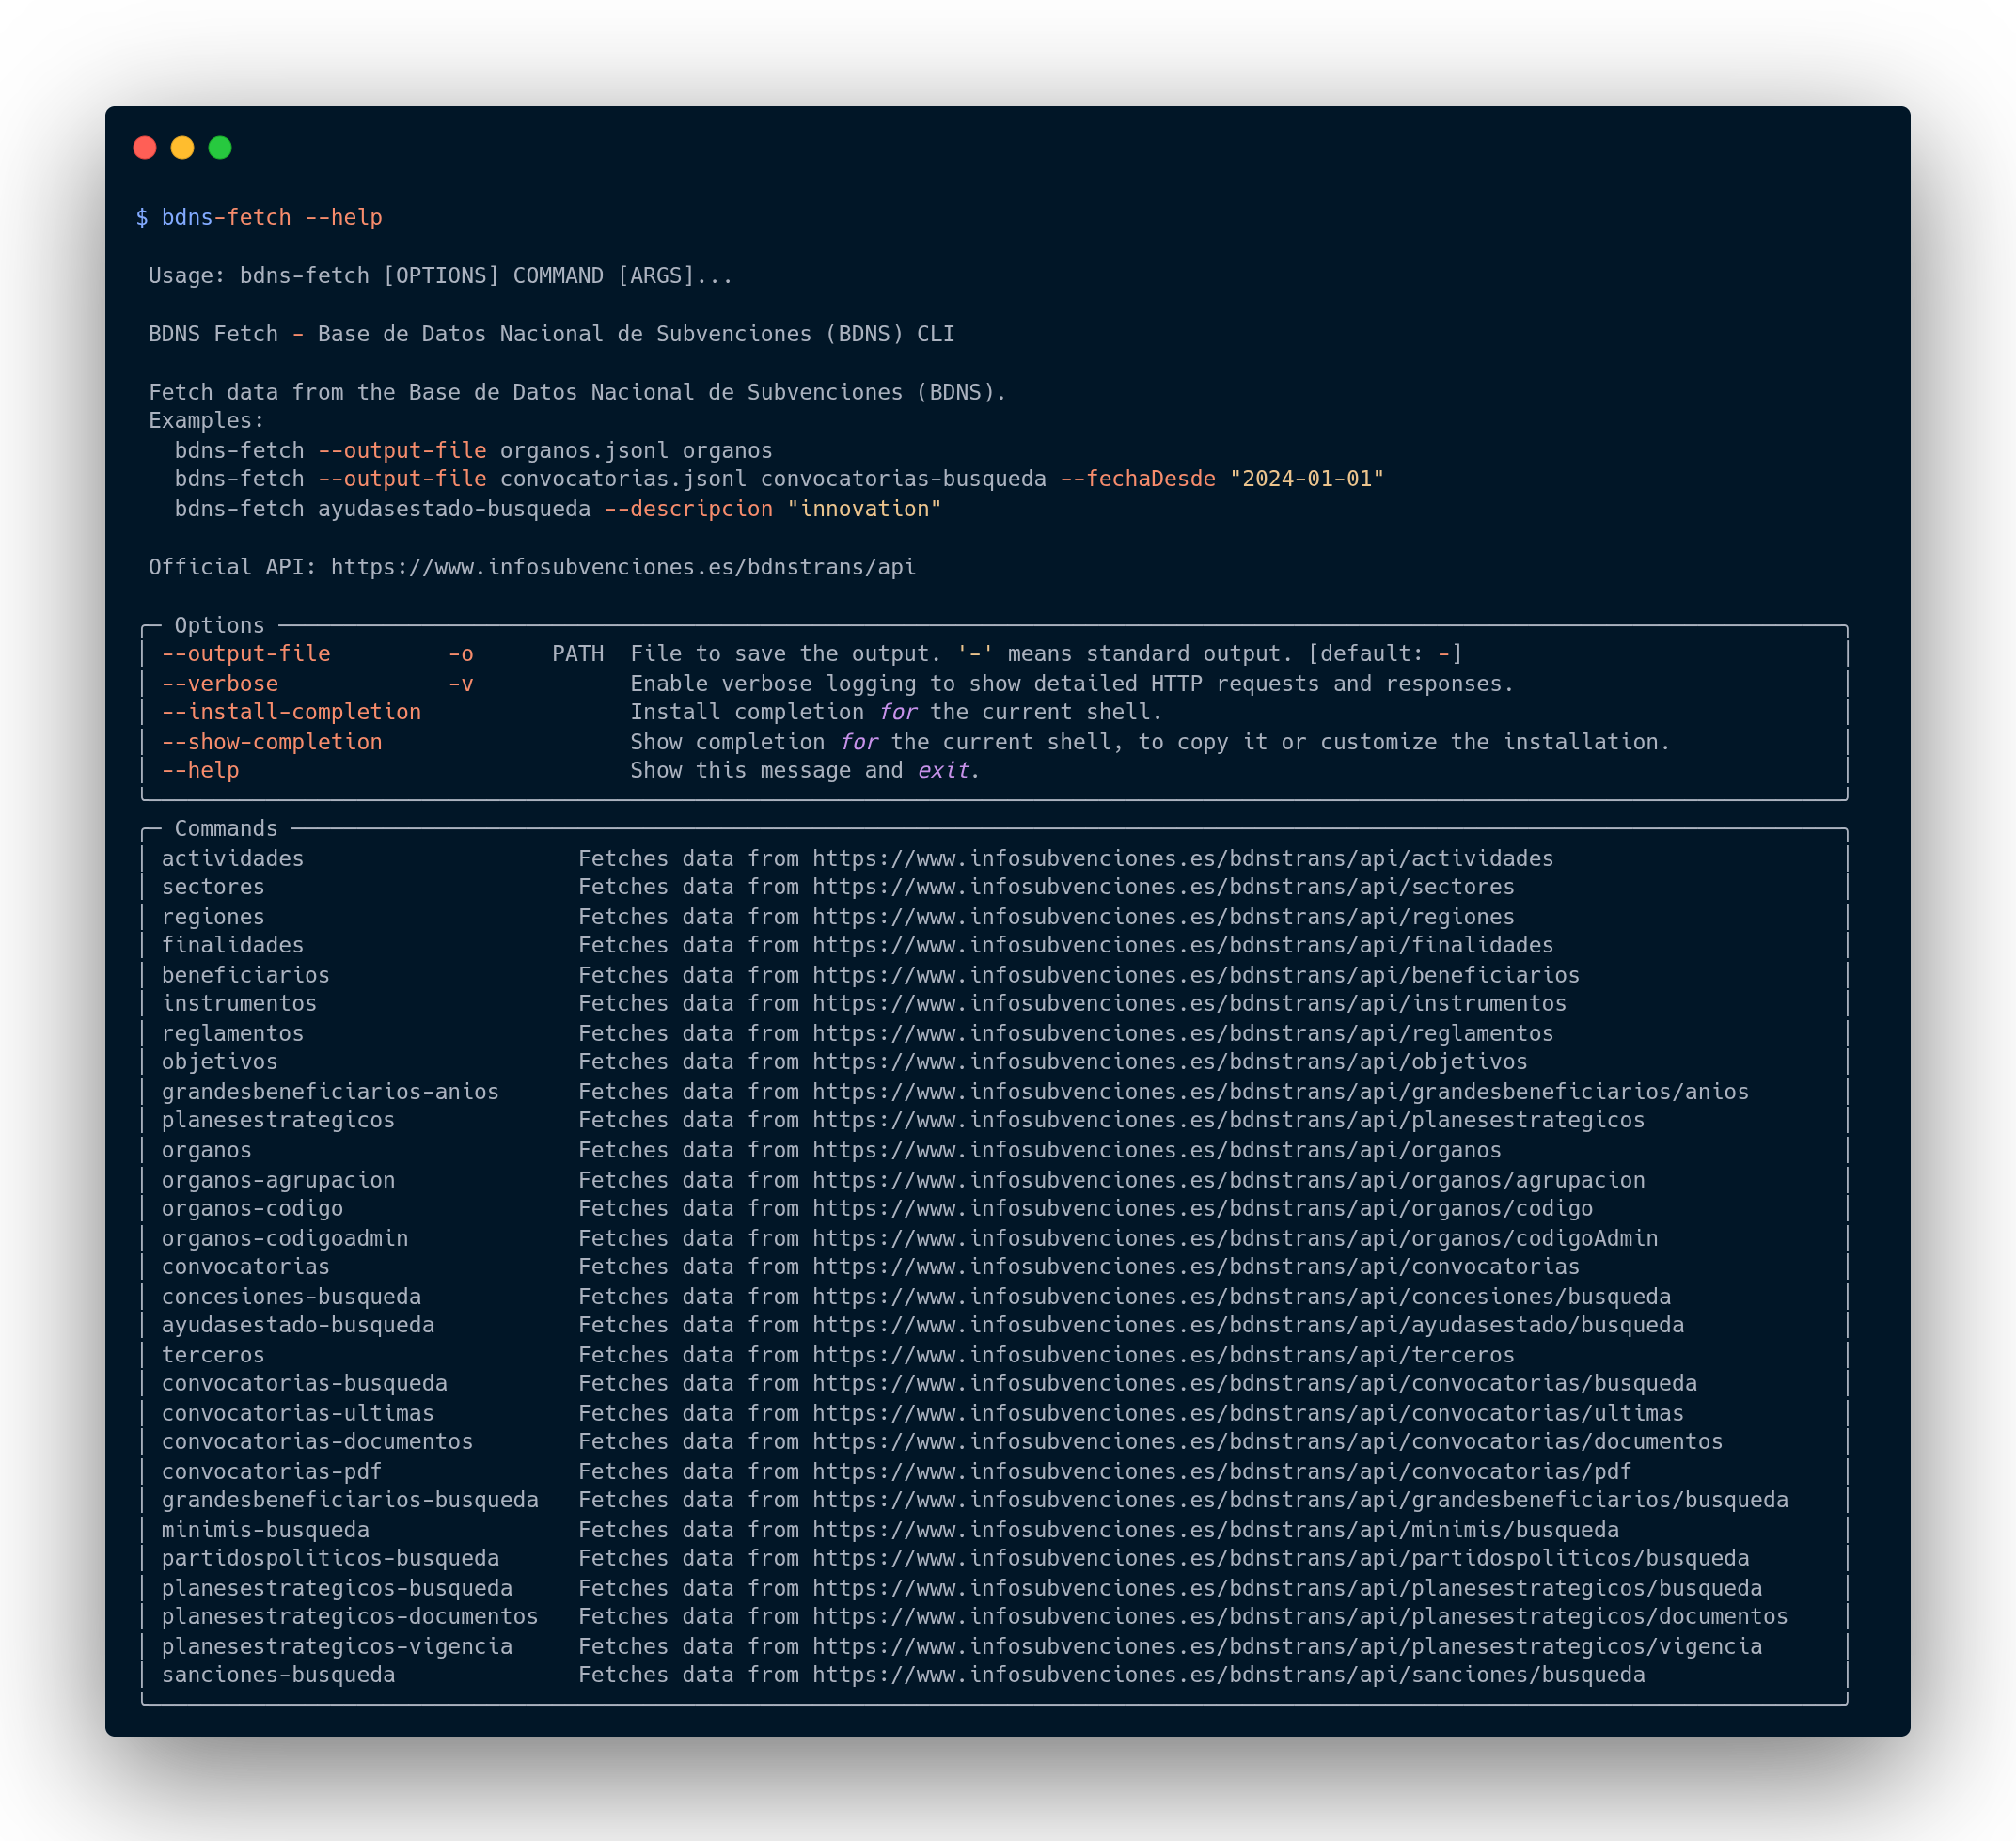 $ bdns-fetch --help
Usage: bdns-fetch [OPTIONS] COMMAND [ARGS]...
BDNS Fetch - Base de Datos Nacional de Subvenciones (BDNS) CLI
Fetch data from the Base de Datos Nacional de Subvenciones (BDNS).
Examples:
bdns-fetch --output-file organos.jsonl organos
bdns-fetch --output-file convocatorias.jsonl convocatorias-busqueda --fechaDesde "2024-01-01"
bdns-fetch ayudasestado-busqueda --descripcion "innovation"
Official API: https://www.infosubvenciones.es/bdnstrans/api
Options
--output-file -o PATH File to save the output. '-' means standard output. [default: -]
--verbose -v Enable verbose logging to show detailed HTTP requests and responses.
--install-completion Install completion for the current shell.
--show-completion Show completion for the current shell, to copy it or customize the installation.
--help Show this message and exit.
Commands
actividades Fetches data from https://www.infosubvenciones.es/bdnstrans/api/actividades
sectores Fetches data from https://www.infosubvenciones.es/bdnstrans/api/sectores
regiones Fetches data from https://www.infosubvenciones.es/bdnstrans/api/regiones
finalidades Fetches data from https://www.infosubvenciones.es/bdnstrans/api/finalidades
beneficiarios Fetches data from https://www.infosubvenciones.es/bdnstrans/api/beneficiarios
instrumentos Fetches data from https://www.infosubvenciones.es/bdnstrans/api/instrumentos
reglamentos Fetches data from https://www.infosubvenciones.es/bdnstrans/api/reglamentos
objetivos Fetches data from https://www.infosubvenciones.es/bdnstrans/api/objetivos
grandesbeneficiarios-anios Fetches data from https://www.infosubvenciones.es/bdnstrans/api/grandesbeneficiarios/anios
planesestrategicos Fetches data from https://www.infosubvenciones.es/bdnstrans/api/planesestrategicos
organos Fetches data from https://www.infosubvenciones.es/bdnstrans/api/organos
organos-agrupacion Fetches data from https://www.infosubvenciones.es/bdnstrans/api/organos/agrupacion
organos-codigo Fetches data from https://www.infosubvenciones.es/bdnstrans/api/organos/codigo
organos-codigoadmin Fetches data from https://www.infosubvenciones.es/bdnstrans/api/organos/codigoAdmin
convocatorias Fetches data from https://www.infosubvenciones.es/bdnstrans/api/convocatorias
concesiones-busqueda Fetches data from https://www.infosubvenciones.es/bdnstrans/api/concesiones/busqueda
ayudasestado-busqueda Fetches data from https://www.infosubvenciones.es/bdnstrans/api/ayudasestado/busqueda
terceros Fetches data from https://www.infosubvenciones.es/bdnstrans/api/terceros
convocatorias-busqueda Fetches data from https://www.infosubvenciones.es/bdnstrans/api/convocatorias/busqueda
convocatorias-ultimas Fetches data from https://www.infosubvenciones.es/bdnstrans/api/convocatorias/ultimas
convocatorias-documentos Fetches data from https://www.infosubvenciones.es/bdnstrans/api/convocatorias/documentos
convocatorias-pdf Fetches data from https://www.infosubvenciones.es/bdnstrans/api/convocatorias/pdf
grandesbeneficiarios-busqueda Fetches data from https://www.infosubvenciones.es/bdnstrans/api/grandesbeneficiarios/busqueda
minimis-busqueda Fetches data from https://www.infosubvenciones.es/bdnstrans/api/minimis/busqueda
partidospoliticos-busqueda Fetches data from https://www.infosubvenciones.es/bdnstrans/api/partidospoliticos/busqueda
planesestrategicos-busqueda Fetches data from https://www.infosubvenciones.es/bdnstrans/api/planesestrategicos/busqueda
planesestrategicos-documentos Fetches data from https://www.infosubvenciones.es/bdnstrans/api/planesestrategicos/documentos
planesestrategicos-vigencia Fetches data from https://www.infosubvenciones.es/bdnstrans/api/planesestrategicos/vigencia
sanciones-busqueda Fetches data from https://www.infosubvenciones.es/bdnstrans/api/sanciones/busqueda